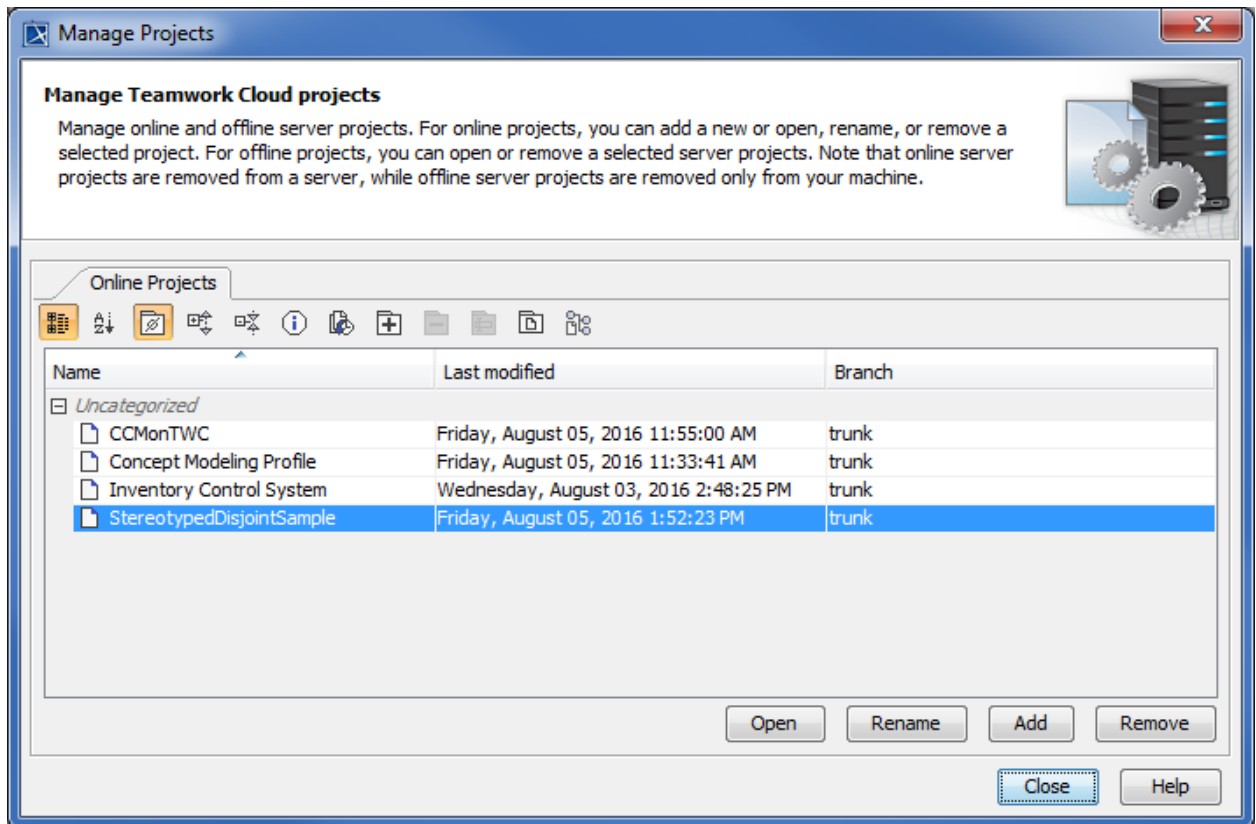 Manage Projects
Manage Teamwork Cloud projects
Manage online and offline server projects. For online projects, you can add a new or open, rename, or remove a
selected project. For offline projects, you can open or remove a selected server projects. Note that online server
projects are removed from a server, while offline server projects are removed only from your machine.
Online Projects
Name Last modified Branch
Uncategorized
CCMonTWC Friday, August 05, 2016 11:55:00 AM trunk
Concept Modeling Profile Friday, August 05, 2016 11:33:41 AM trunk
Inventory Control System Wednesday, August 03, 2016 2:48:25 PM trunk
StereotypedDisjointSample Friday, August 05, 2016 1:52:23 PM trunk
Open Rename Add Remove
Close Help